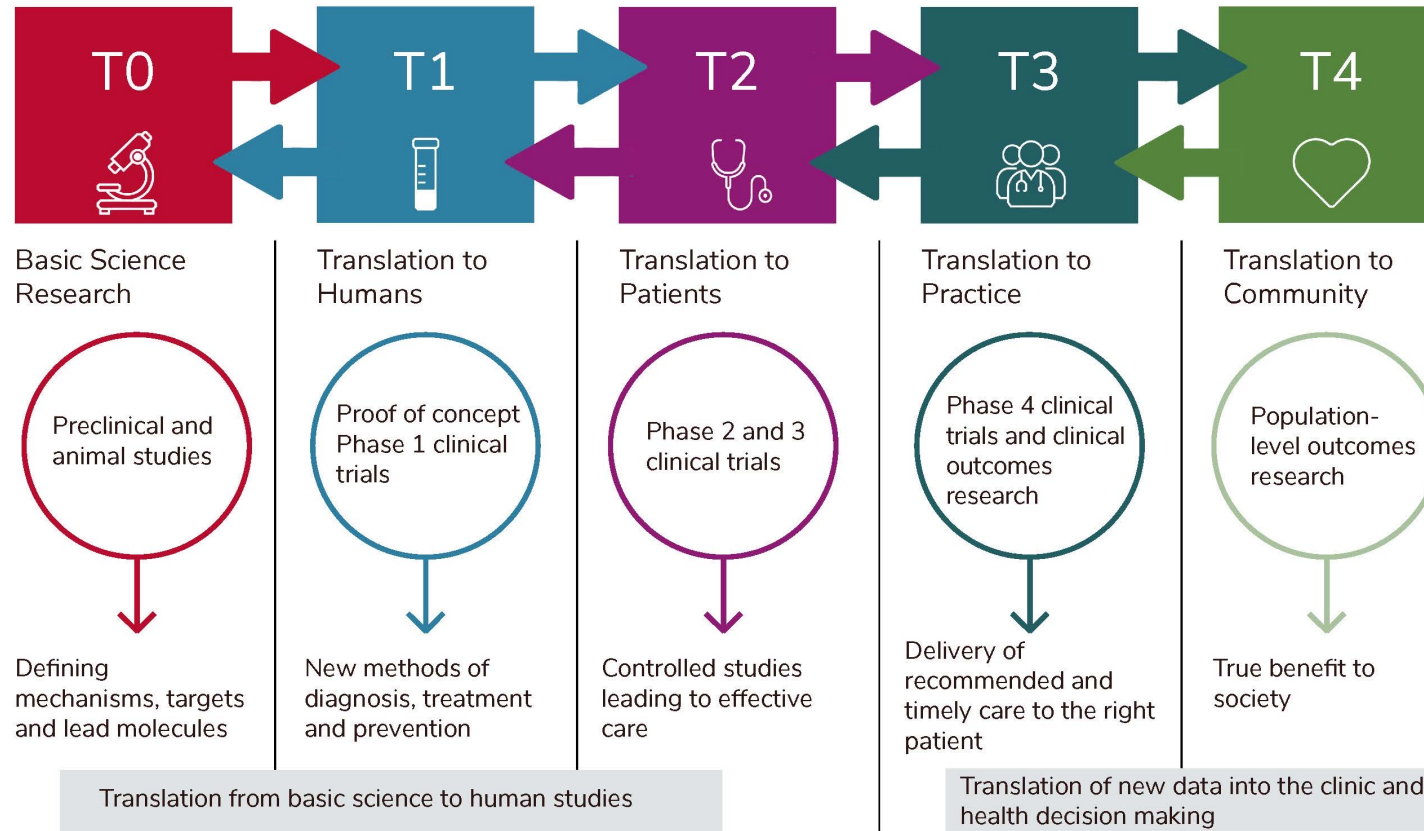 T0
T1
T2
T3
T4
Basic Science
Research
Translation to
Humans
Translation to
Patients
Translation to
Practice
Translation to
Community
Preclinical and
animal studies
Proof of concept
Phase 1 clinical
trials
Phase 2 and 3
clinical trials
Phase 4 clinical
trials and clinical
outcomes
research
Population-
level outcomes
research
Defining
mechanisms, targets
and lead molecules
New methods of
diagnosis, treatment
and prevention
Controlled studies
leading to effective
care
Delivery of
recommended and
timely care to the right
patient
True benefit to
society
Translation from basic science to human studies
Translation of new data into the clinic and
health decision making